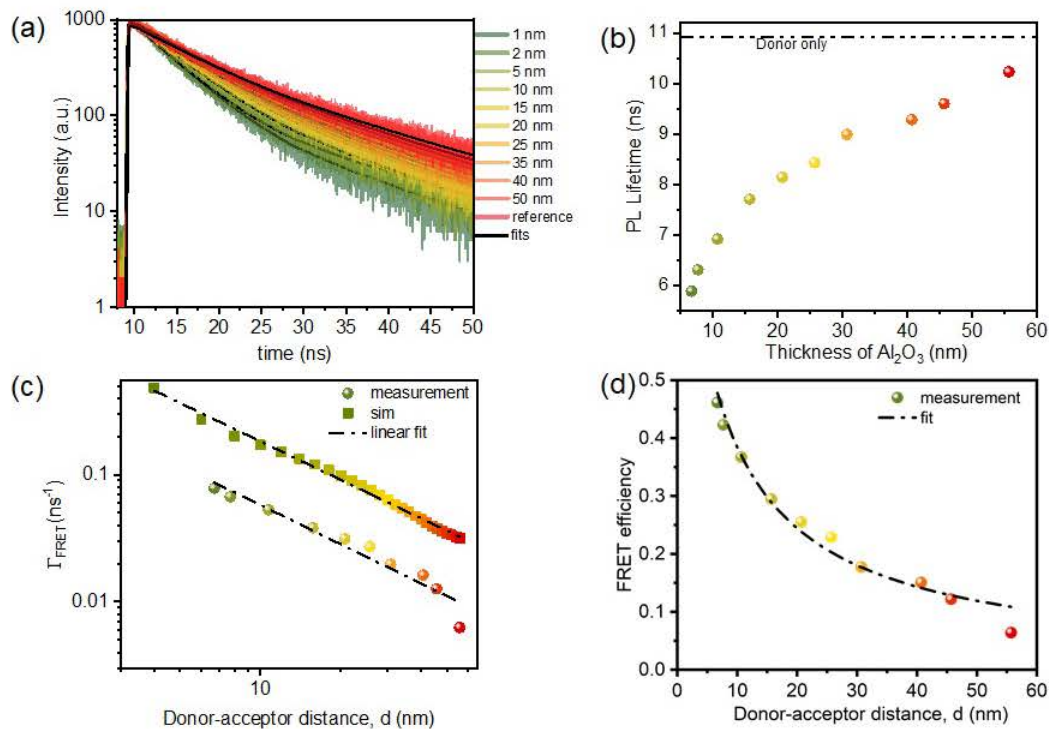 (a)
1000
100
10
1
Intensity (a.u.)
10 15 20 25 30 35 40 45 50
time (ns)
1 nm
2 nm
5 nm
10 nm
15 nm
20 nm
25 nm
35 nm
40 nm
50 nm
reference
fits
(b)
11
10
9
8
7
6
PL Lifetime (ns)
Donor only
10 20 30 40 50 60
Thickness of Al₂O₃ (nm)
(c)
0.1
0.01
Γ_FRET (ns⁻¹)
measurement
sim
linear fit
10
Donor-acceptor distance, d (nm)
(d)
0.5
0.4
0.3
0.2
0.1
0.0
FRET efficiency
measurement
fit
0 10 20 30 40 50 60
Donor-acceptor distance, d (nm)